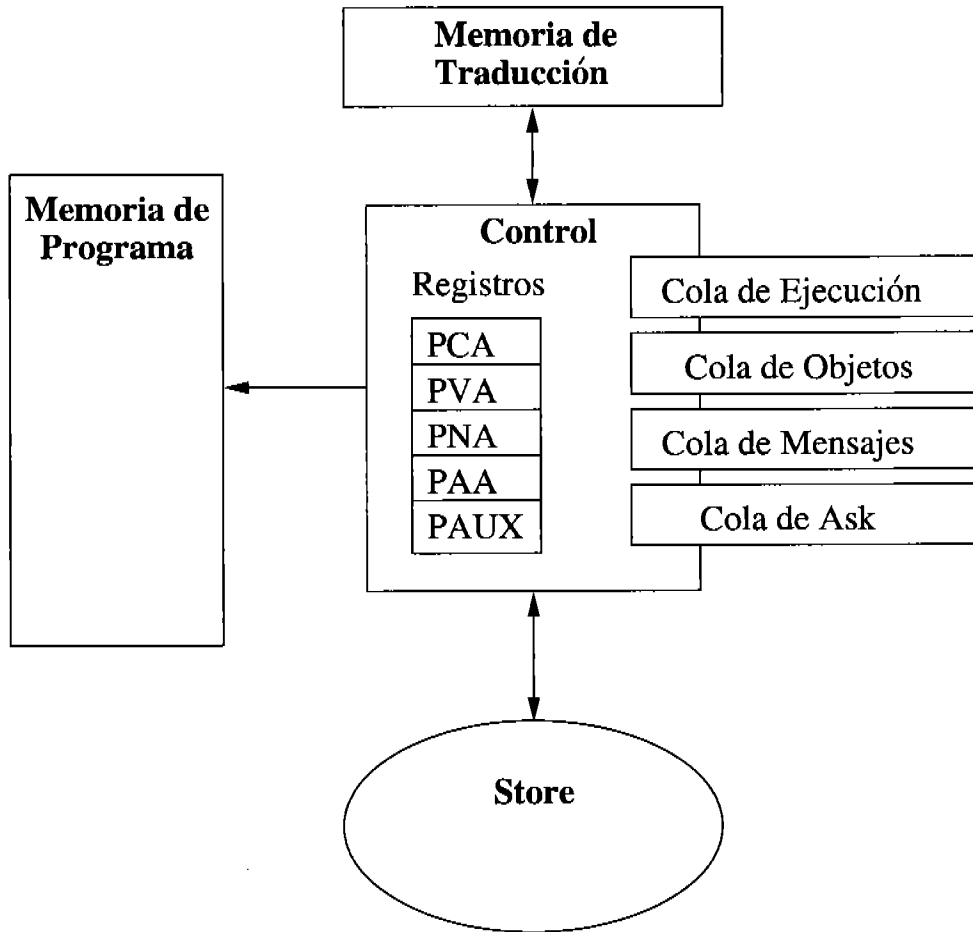 Memoria de
Traducción
Memoria de
Programa
Control
Registros
PCA
PVA
PNA
PAA
PAUX
Cola de Ejecución
Cola de Objetos
Cola de Mensajes
Cola de Ask
Store